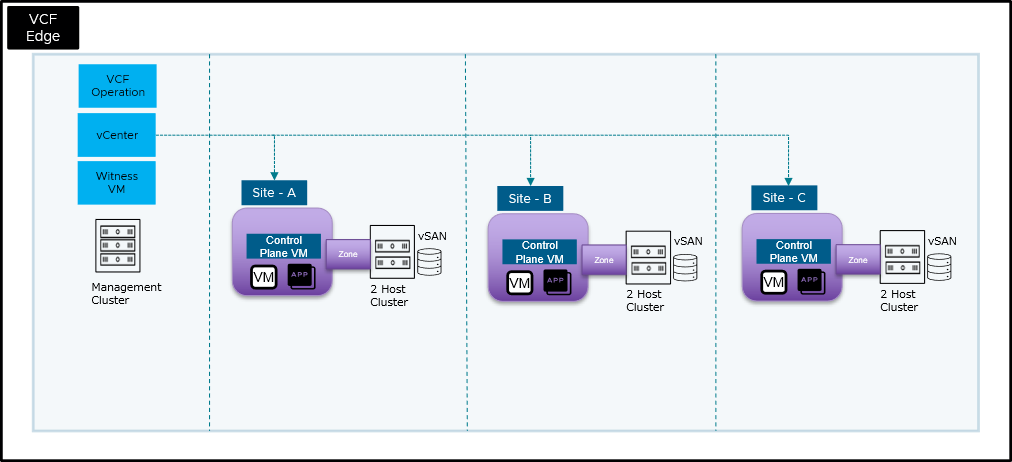 VCF
Edge
VCF
Operation
vCenter
Witness
VM
Management
Cluster
Site - A
Control
Plane VM
VM
APP
Zone
vSAN
2 Host
Cluster
Site - B
Control
Plane VM
VM
APP
Zone
vSAN
2 Host
Cluster
Site - C
Control
Plane VM
VM
APP
Zone
vSAN
2 Host
Cluster